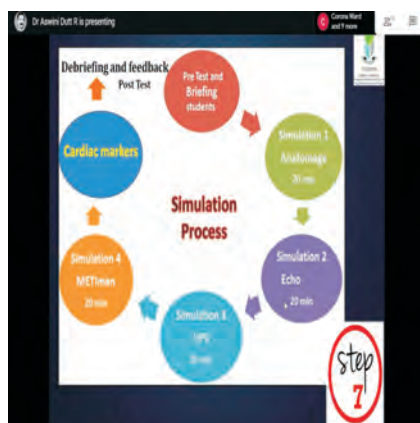 Dr Aswini Dutt R is presenting
Corona Ward
and 9 more
C
Debriefing and feedback
Post Test
Pre Test and
Briefing
students
Cardiac markers
Simulation 1
Anatomage
20 min
Simulation
Process
Simulation 4
METIman
20 min
Simulation 2
Echo
20 min
Simulation 3
20 min
step
7